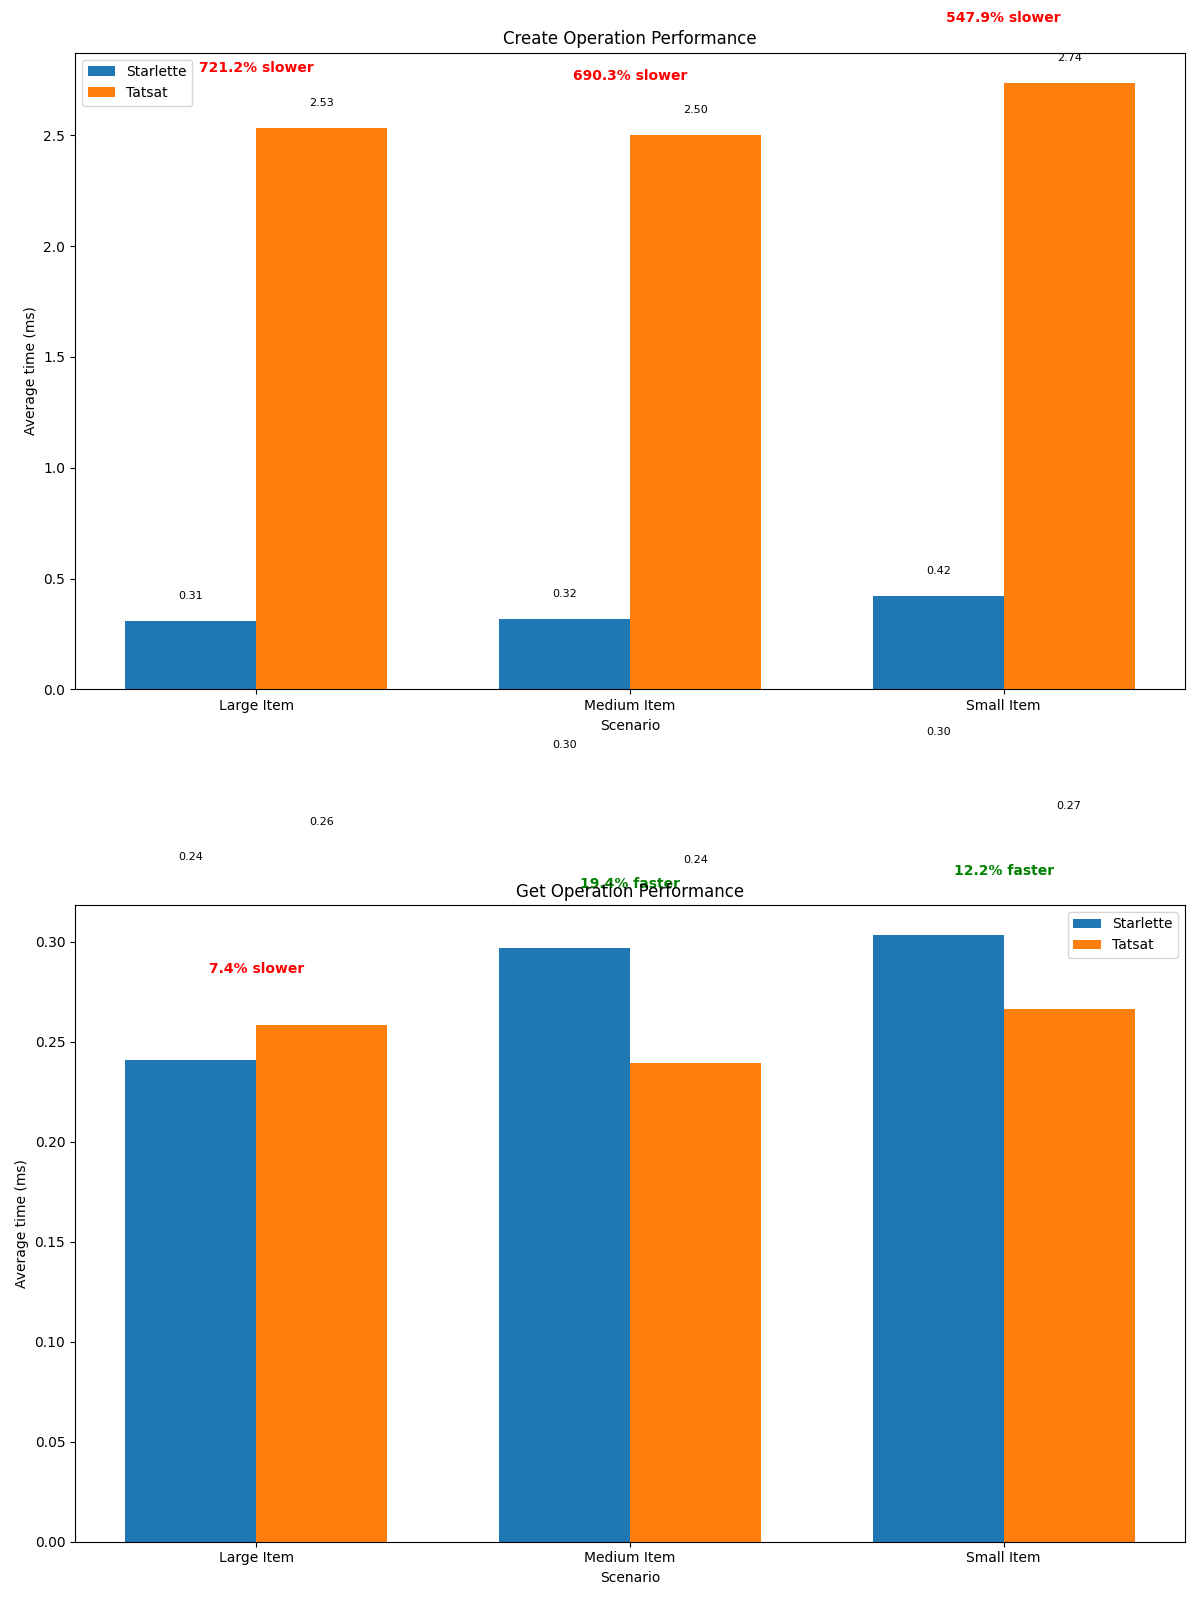 547.9% slower
Create Operation Performance
Starlette
Tatsat
721.2% slower
690.3% slower
2.53
2.50
2.74
0.31
0.32
0.42
Average time (ms)
2.5
2.0
1.5
1.0
0.5
0.0
Large Item
Medium Item
Small Item
Scenario
0.30
0.30
0.24
0.26
0.24
0.27
19.4% faster
12.2% faster
Get Operation Performance
Starlette
Tatsat
7.4% slower
Average time (ms)
0.30
0.25
0.20
0.15
0.10
0.05
0.00
Large Item
Medium Item
Small Item
Scenario